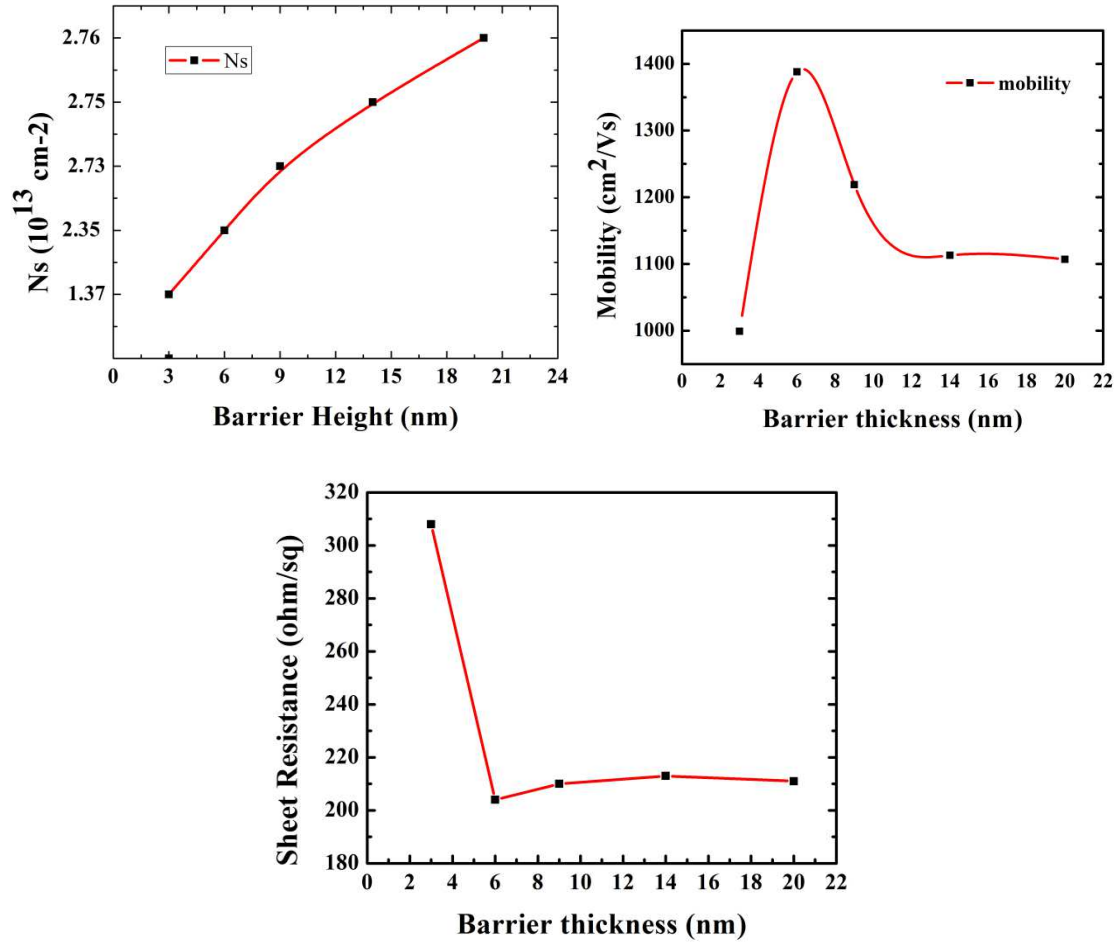 2.76
2.75
2.73
2.35
1.37
Ns (10^13 cm-2)
Ns
0 3 6 9 12 15 18 21 24
Barrier Height (nm)
1400
1300
1200
1100
1000
Mobility (cm^2/Vs)
mobility
0 2 4 6 8 10 12 14 16 18 20 22
Barrier thickness (nm)
320
300
280
260
240
220
200
180
Sheet Resistance (ohm/sq)
0 2 4 6 8 10 12 14 16 18 20 22
Barrier thickness (nm)